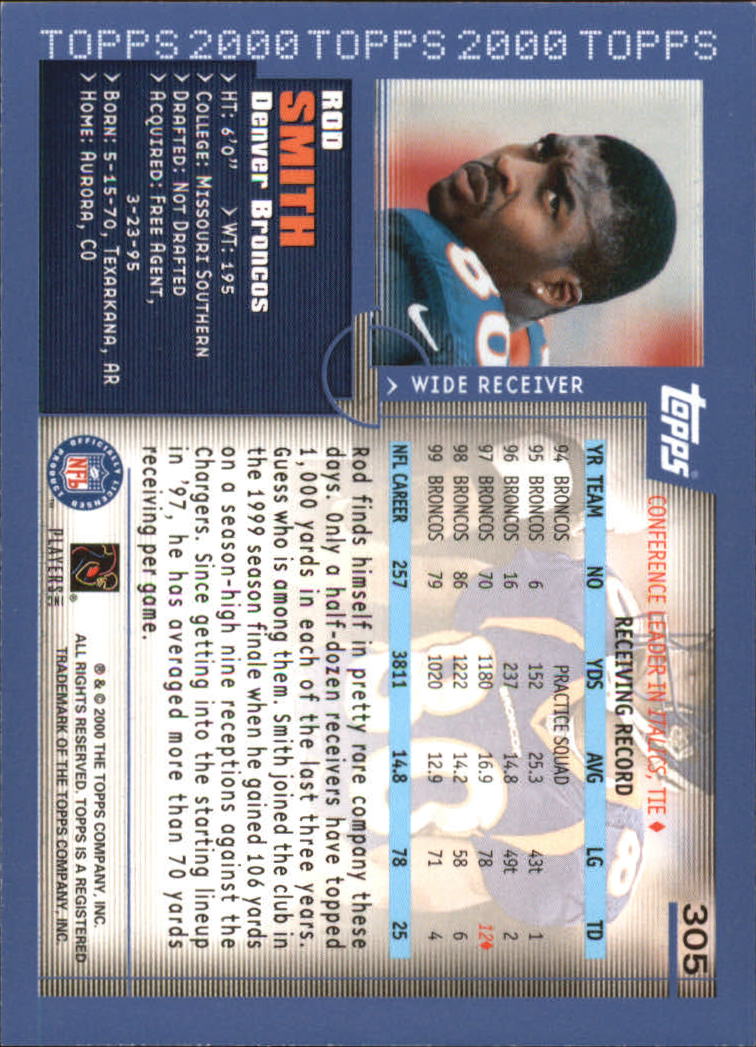 TOPPS 2000 TOPPS 2000 TOPPS
ROD
SMITH
Denver Broncos
> HT: 6'0" > WT: 195
> COLLEGE: MISSOURI SOUTHERN
> DRAFTED: NOT DRAFTED
> ACQUIRED: FREE AGENT,
3-23-95
> BORN: 5-15-70, TEXARKANA, AR
> HOME: AURORA, CO
80
> WIDE RECEIVER
topps®
305
CONFERENCE LEADER IN ITALICS, TIE ♦
RECEIVING RECORD
YR TEAM NO YDS AVG LG TD
94 BRONCOS PRACTICE SQUAD
95 BRONCOS 6 152 25.3 43t 1
96 BRONCOS 16 237 14.8 49t 2
97 BRONCOS 70 1180 16.9 78 12♦
98 BRONCOS 86 1222 14.2 58 6
99 BRONCOS 79 1020 12.9 71 4
NFL CAREER 257 3811 14.8 78 25
BRONCOS
80
8
Rod finds himself in pretty rare company these
days. Only a half-dozen receivers have topped
1,000 yards in each of the last three years.
Guess who is among them. Smith joined the club in
the 1999 season finale when he gained 106 yards
on a season-high nine receptions against the
Chargers. Since getting into the starting lineup
in '97, he has averaged more than 70 yards
receiving per game.
OFFICIALLY LICENSED PRODUCT
NFL
PLAYERS INC
® & © 2000 THE TOPPS COMPANY, INC.
ALL RIGHTS RESERVED. TOPPS IS A REGISTERED
TRADEMARK OF THE TOPPS COMPANY, INC.